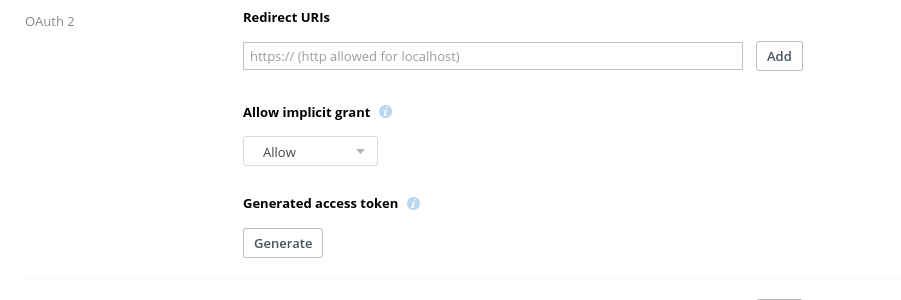 OAuth 2
Redirect URIs
https:// (http allowed for localhost)
Add
Allow implicit grant i
Allow
Generated access token i
Generate